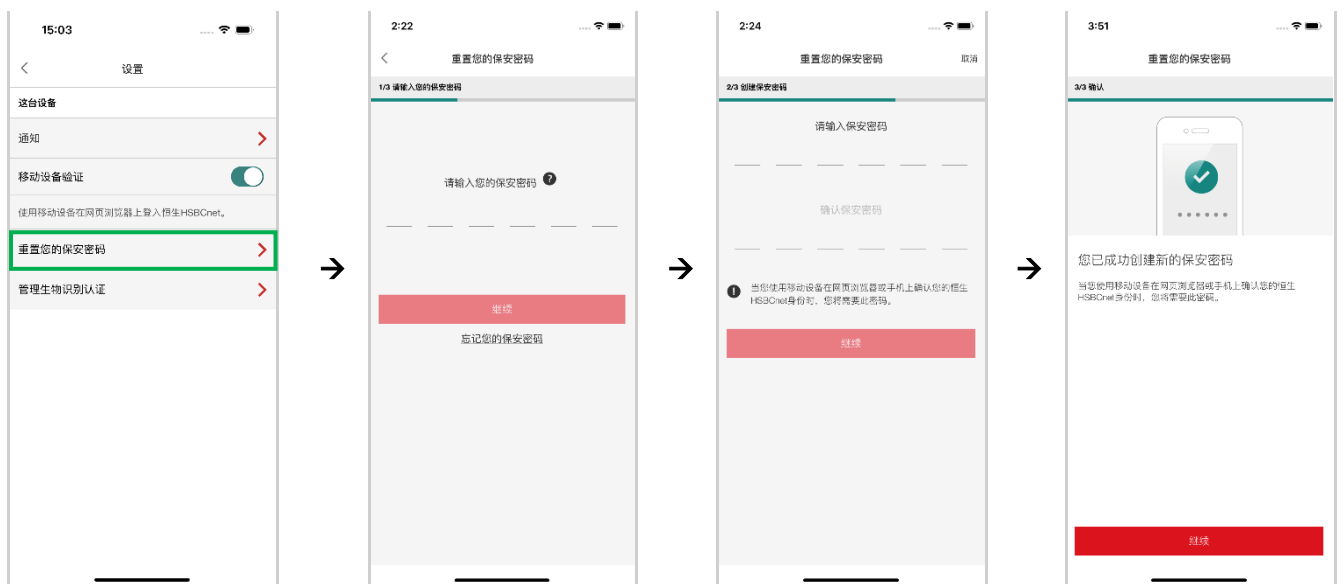 15:03
设置
这台设备
通知
移动设备验证
使用移动设备在网页浏览器上登入恒生HSBCnet。
重置您的保安密码
管理生物识别认证
→
2:22
重置您的保安密码
1/3 请输入您的保安密码
请输入您的保安密码 ?
继续
忘记您的保安密码
→
2:24
重置您的保安密码
取消
2/3 创建保安密码
请输入保安密码
确认保安密码
当您使用移动设备在网页浏览器或手机上确认您的恒生
HSBCnet身份时，您将需要此密码。
继续
→
3:51
重置您的保安密码
3/3 确认
您已成功创建新的保安密码
当您使用移动设备在网页浏览器或手机上确认您的恒生
HSBCnet身份时，您将需要此密码。
继续